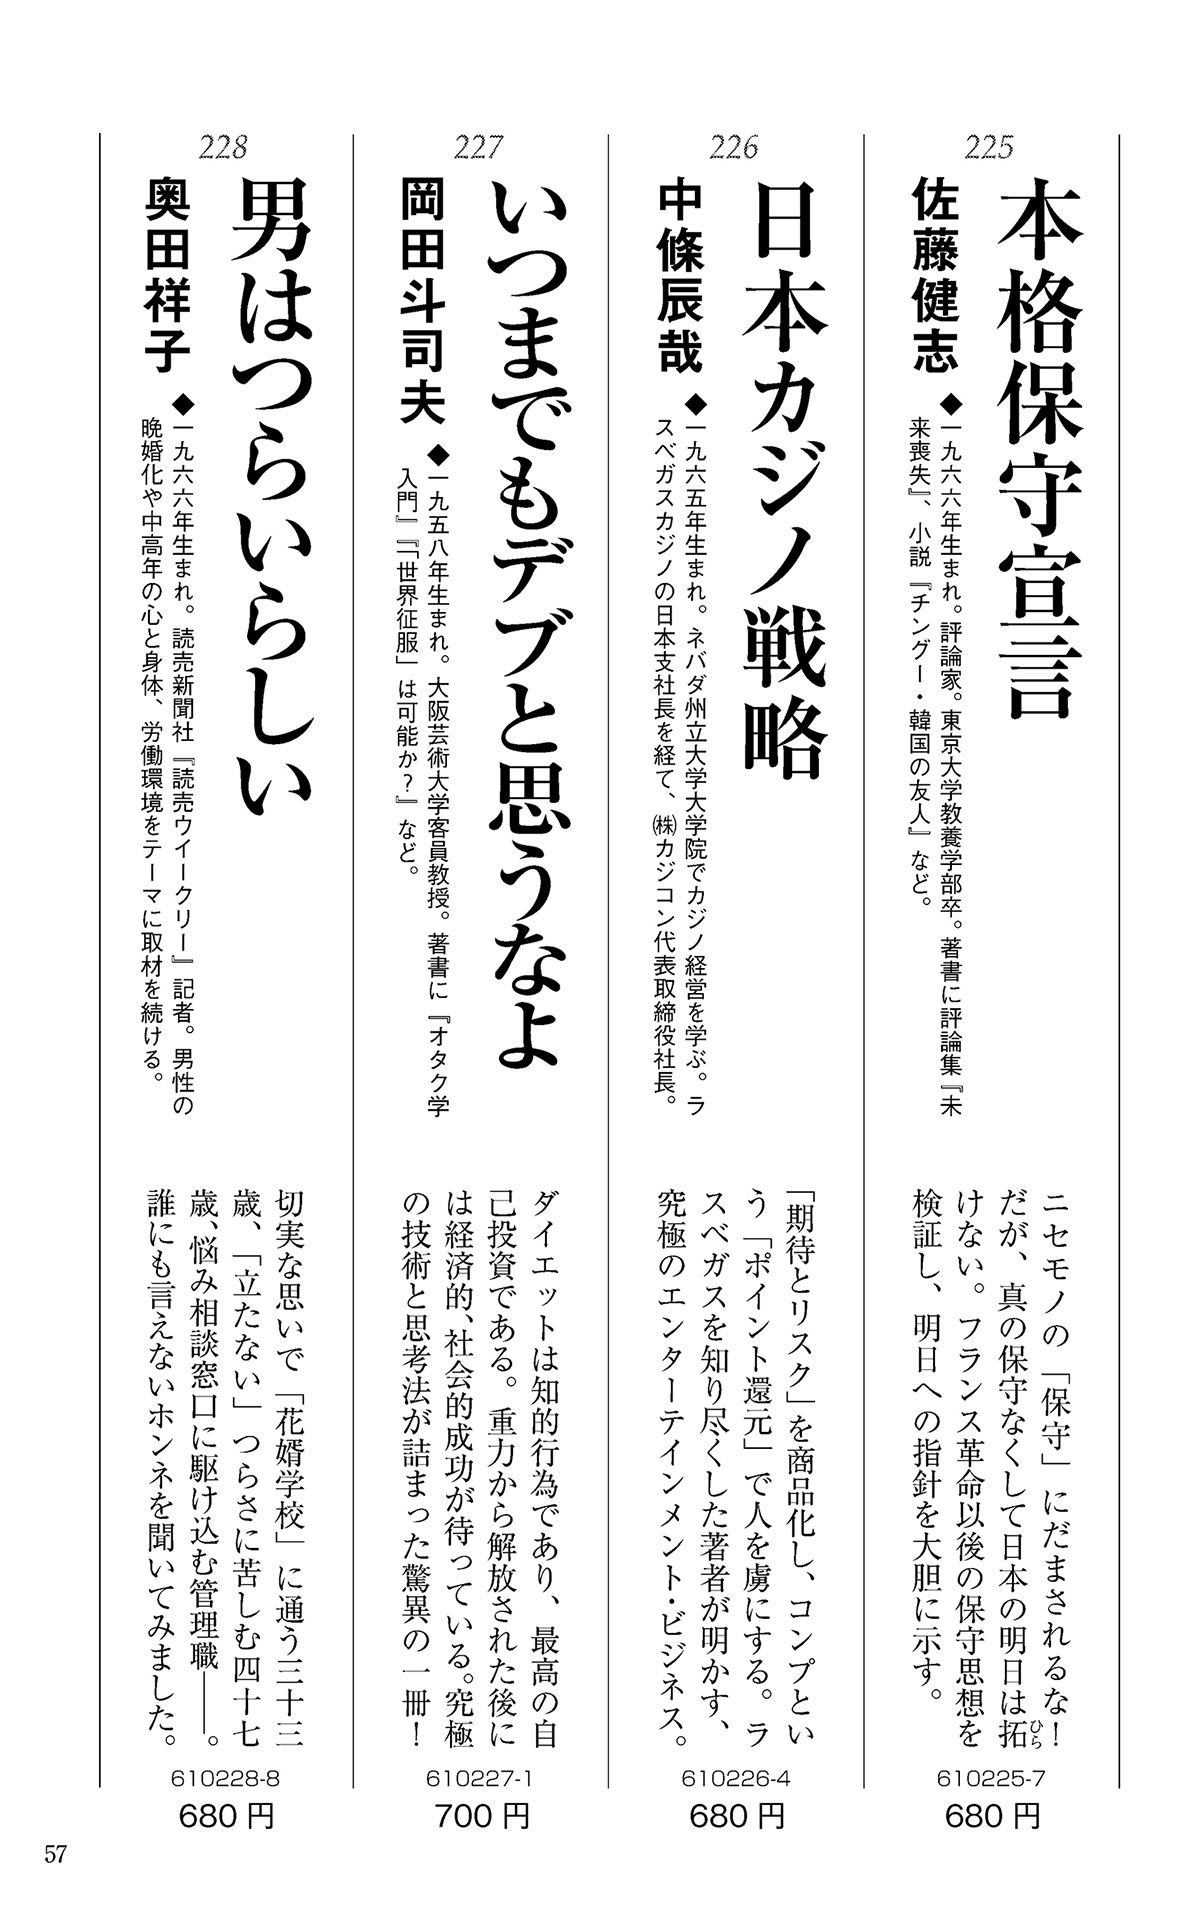 225
本格保守宣言
佐藤健志
◆一九六六年生まれ。評論家。東京大学教養学部卒。著書に評論集『未
来喪失』、小説『チングー・韓国の友人』など。
ニセモノの「保守」にだまされるな！
だが、真の保守なくして日本の明日は拓
ひら
けない。フランス革命以後の保守思想を
検証し、明日への指針を大胆に示す。
610225-7
680円
226
日本カジノ戦略
中條辰哉
◆一九六五年生まれ。ネバダ州立大学大学院でカジノ経営を学ぶ。ラ
スベガスカジノの日本支社長を経て、㈱カジコン代表取締役社長。
「期待とリスク」を商品化し、コンプとい
う「ポイント還元」で人を虜にする。ラ
スベガスを知り尽くした著者が明かす、
究極のエンターテインメント・ビジネス。
610226-4
680円
227
いつまでもデブと思うなよ
岡田斗司夫
◆一九五八年生まれ。大阪芸術大学客員教授。著書に『オタク学
入門』『「世界征服」は可能か？』など。
ダイエットは知的行為であり、最高の自
己投資である。重力から解放された後に
は経済的、社会的成功が待っている。究極
の技術と思考法が詰まった驚異の一冊！
610227-1
700円
228
男はつらいらしい
奥田祥子
◆一九六六年生まれ。読売新聞社『読売ウイークリー』記者。男性の
晩婚化や中高年の心と身体、労働環境をテーマに取材を続ける。
切実な思いで「花婿学校」に通う三十三
歳、「立たない」つらさに苦しむ四十七
歳、悩み相談窓口に駆け込む管理職――。
誰にも言えないホンネを聞いてみました。
610228-8
680円
57